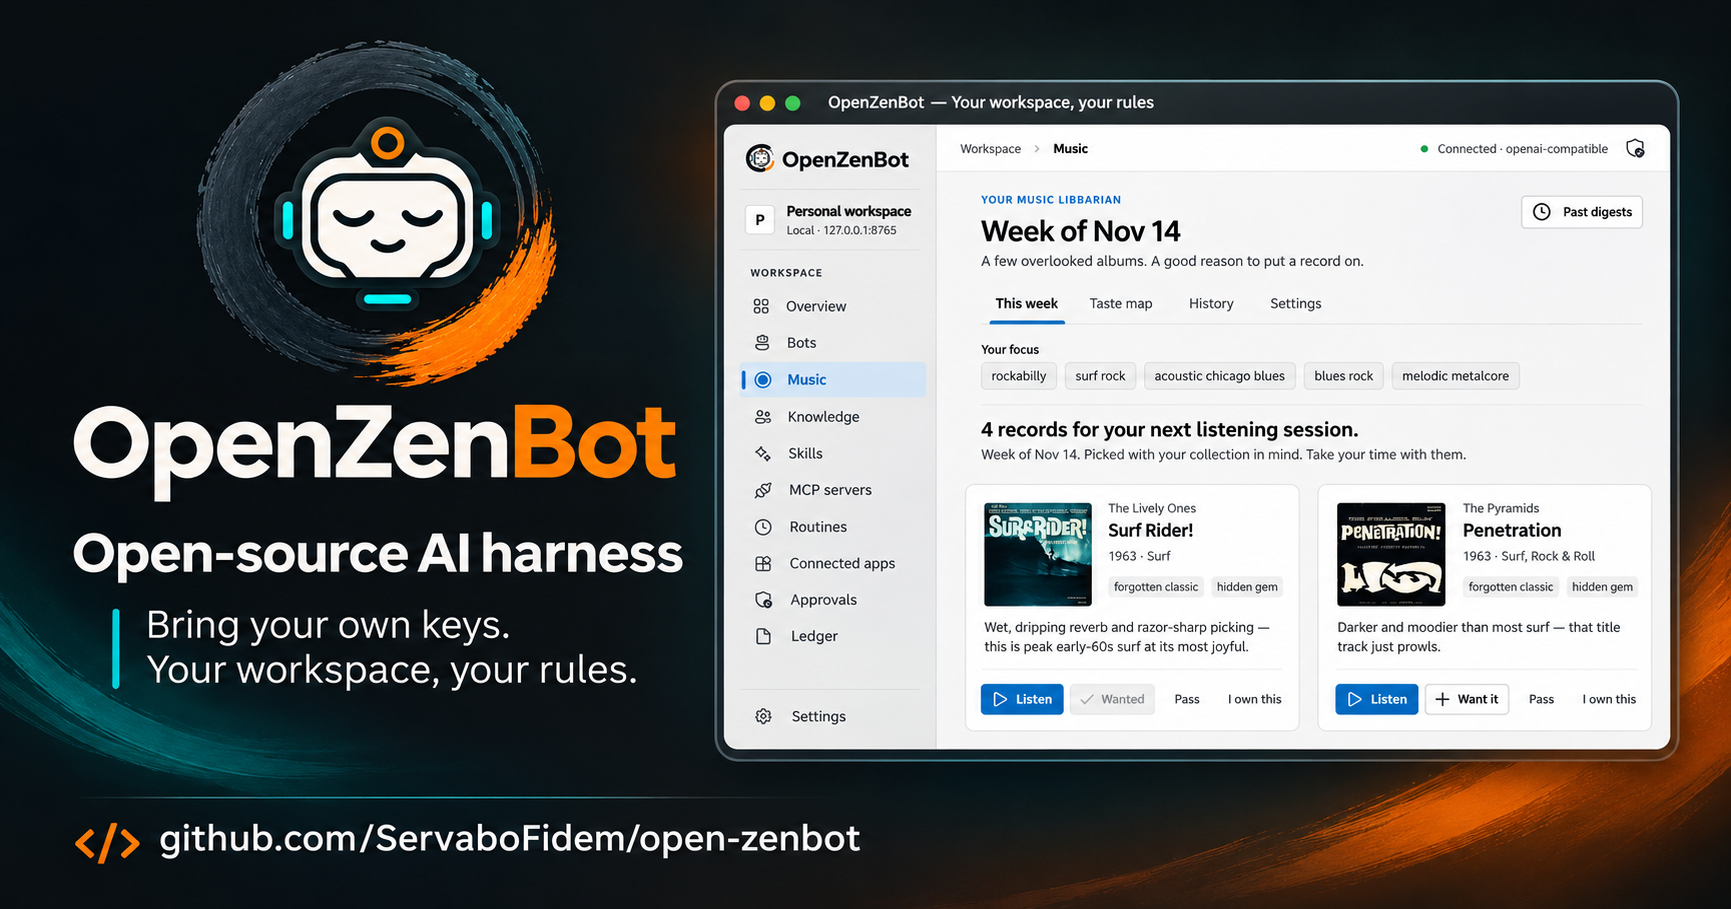 OpenZenBot
Open-source AI harness
Bring your own keys.
Your workspace, your rules.
github.com/ServaboFidem/open-zenbot
OpenZenBot — Your workspace, your rules
OpenZenBot
P
Personal workspace
Local · 127.0.0.1:8765
WORKSPACE
Overview
Bots
Music
Knowledge
Skills
MCP servers
Routines
Connected apps
Approvals
Ledger
Settings
Workspace > Music
Connected · openai-compatible
YOUR MUSIC LIBBARIAN
Week of Nov 14
A few overlooked albums. A good reason to put a record on.
Past digests
This week Taste map History Settings
Your focus
rockabilly surf rock acoustic chicago blues blues rock melodic metalcore
4 records for your next listening session.
Week of Nov 14. Picked with your collection in mind. Take your time with them.
SURF RIDER!
The Lively Ones
Surf Rider!
1963 · Surf
forgotten classic hidden gem
Wet, dripping reverb and razor-sharp picking —
this is peak early-60s surf at its most joyful.
Listen Wanted Pass I own this
PENETRATION!
The Pyramids
Penetration
1963 · Surf, Rock & Roll
forgotten classic hidden gem
Darker and moodier than most surf — that title
track just prowls.
Listen Want it Pass I own this